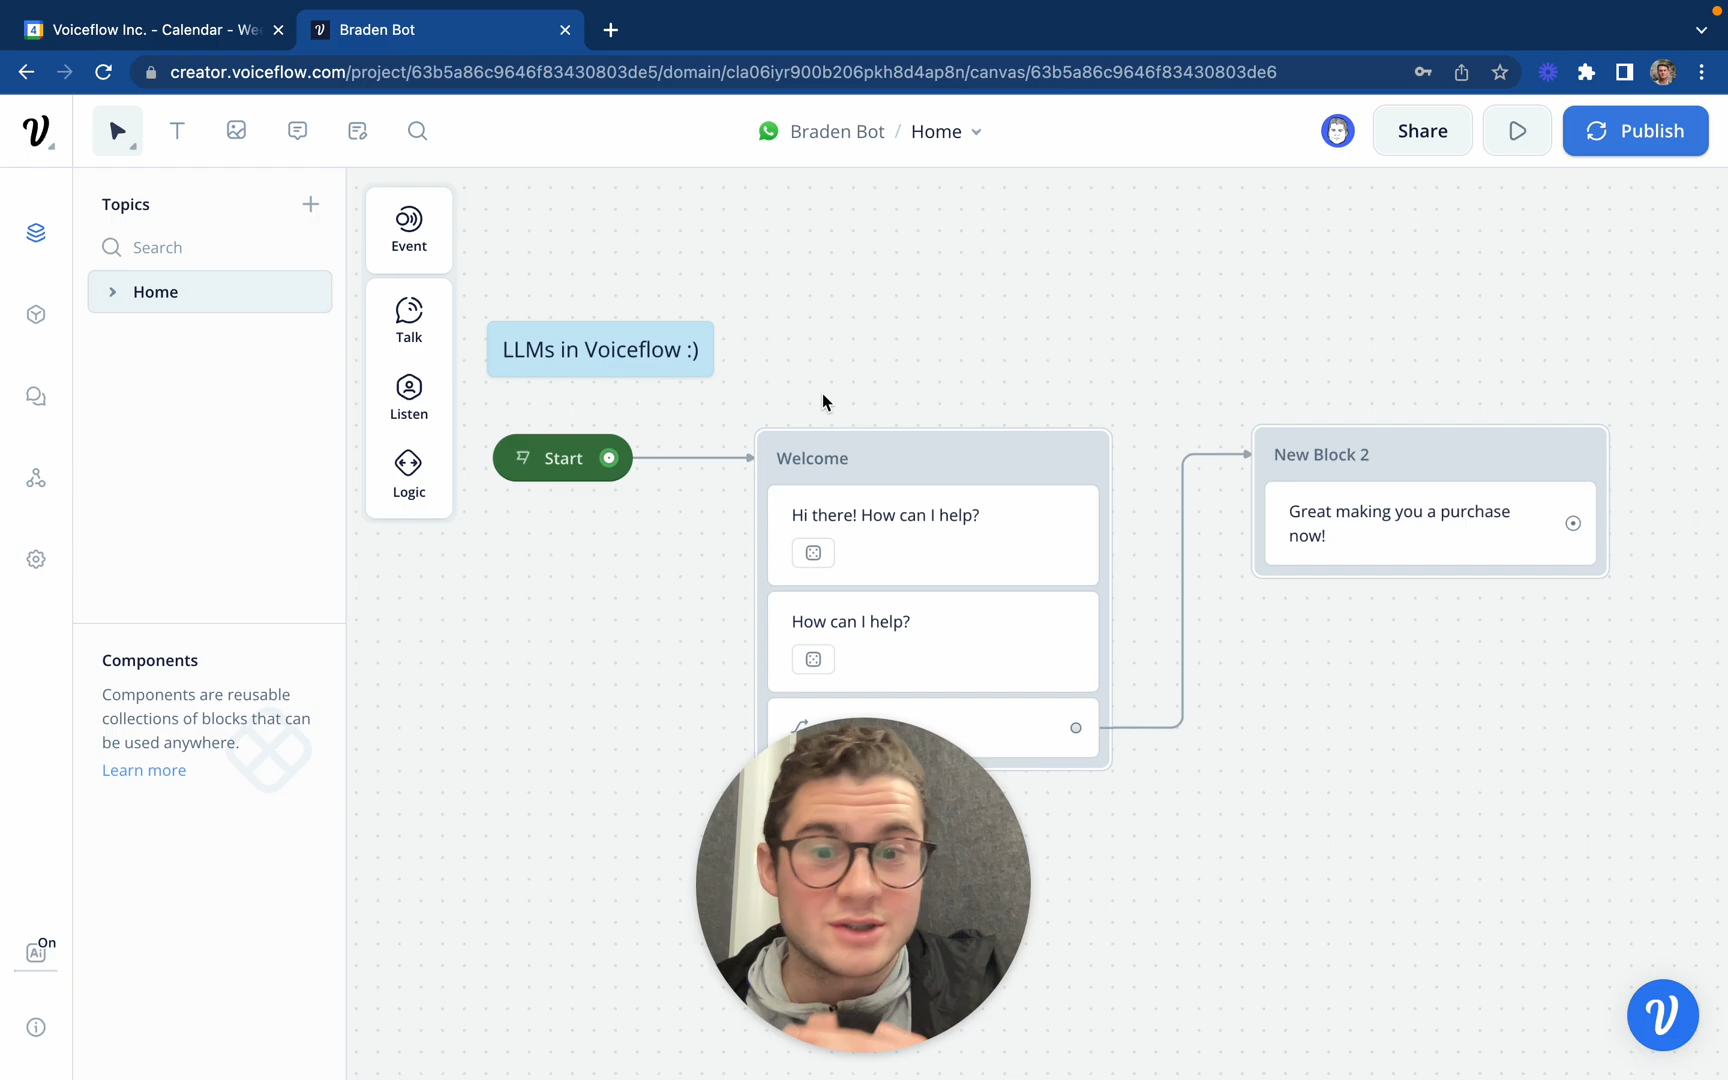 Voiceflow Inc. - Calendar - We
Braden Bot
creator.voiceflow.com/project/63b5a86c9646f83430803de5/domain/cla06iyr900b206pkh8d4ap8n/canvas/63b5a86c9646f83430803de6
Braden Bot / Home
Share
Publish
Topics
Search
Home
Event
Talk
Listen
Logic
LLMs in Voiceflow :)
Start
Welcome
Hi there! How can I help?
How can I help?
New Block 2
Great making you a purchase
now!
Components
Components are reusable
collections of blocks that can
be used anywhere.
Learn more
On
Ai